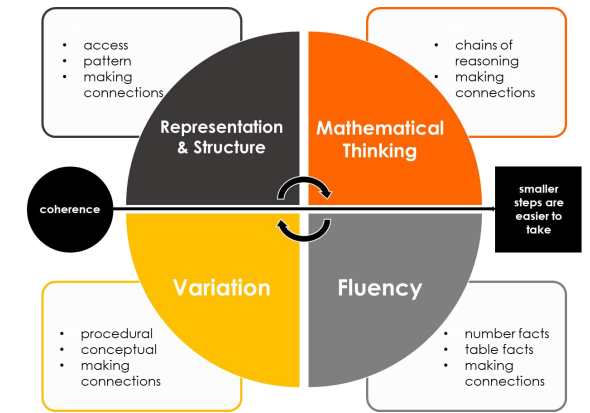 • access
• pattern
• making
connections
• chains of
reasoning
• making
connections
Representation
& Structure
Mathematical
Thinking
coherence
smaller
steps are
easier to
take
Variation
Fluency
• procedural
• conceptual
• making
connections
• number facts
• table facts
• making
connections